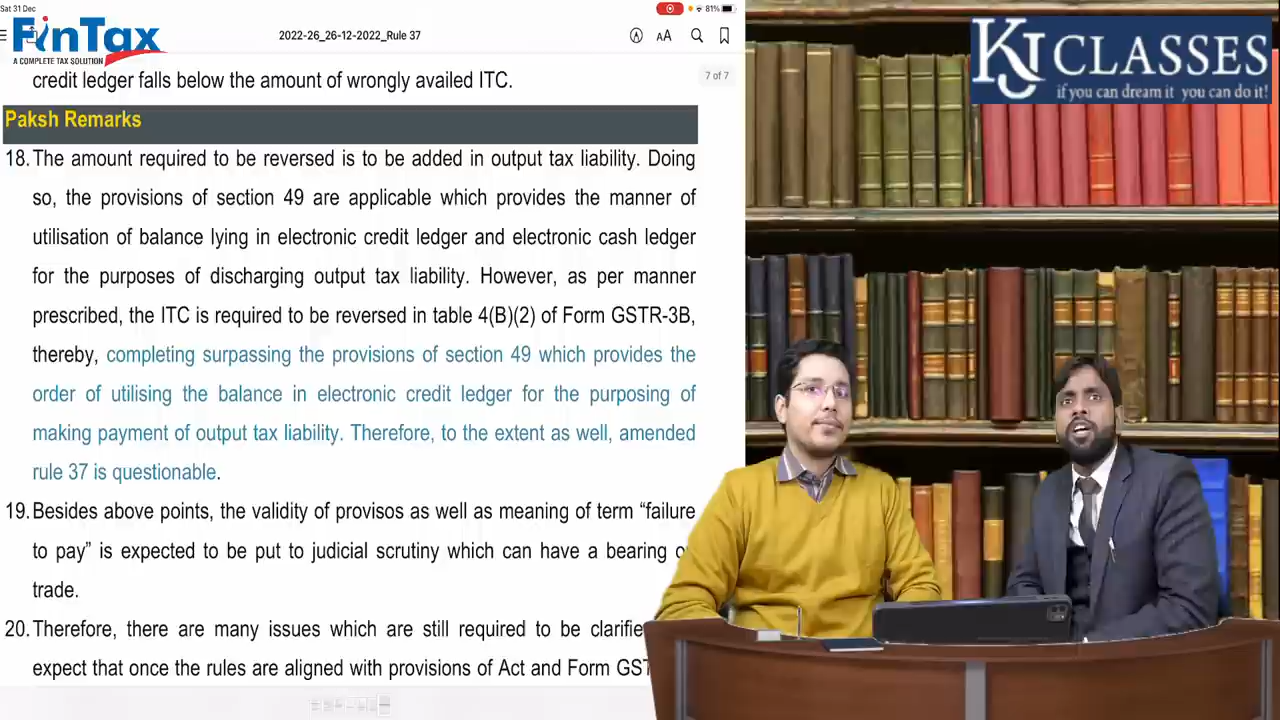 Sat 31 Dec
81%
FinTax
A COMPLETE TAX SOLUTION
2022-26_26-12-2022_Rule 37
AA
7 of 7
KJ CLASSES
if you can dream it you can do it!
credit ledger falls below the amount of wrongly availed ITC.
Paksh Remarks
18. The amount required to be reversed is to be added in output tax liability. Doing
so, the provisions of section 49 are applicable which provides the manner of
utilisation of balance lying in electronic credit ledger and electronic cash ledger
for the purposes of discharging output tax liability. However, as per manner
prescribed, the ITC is required to be reversed in table 4(B)(2) of Form GSTR-3B,
thereby, completing surpassing the provisions of section 49 which provides the
order of utilising the balance in electronic credit ledger for the purposing of
making payment of output tax liability. Therefore, to the extent as well, amended
rule 37 is questionable.
19. Besides above points, the validity of provisos as well as meaning of term “failure
to pay” is expected to be put to judicial scrutiny which can have a bearing
trade.
20. Therefore, there are many issues which are still required to be
expect that once the rules are aligned with provisions of Act and Form